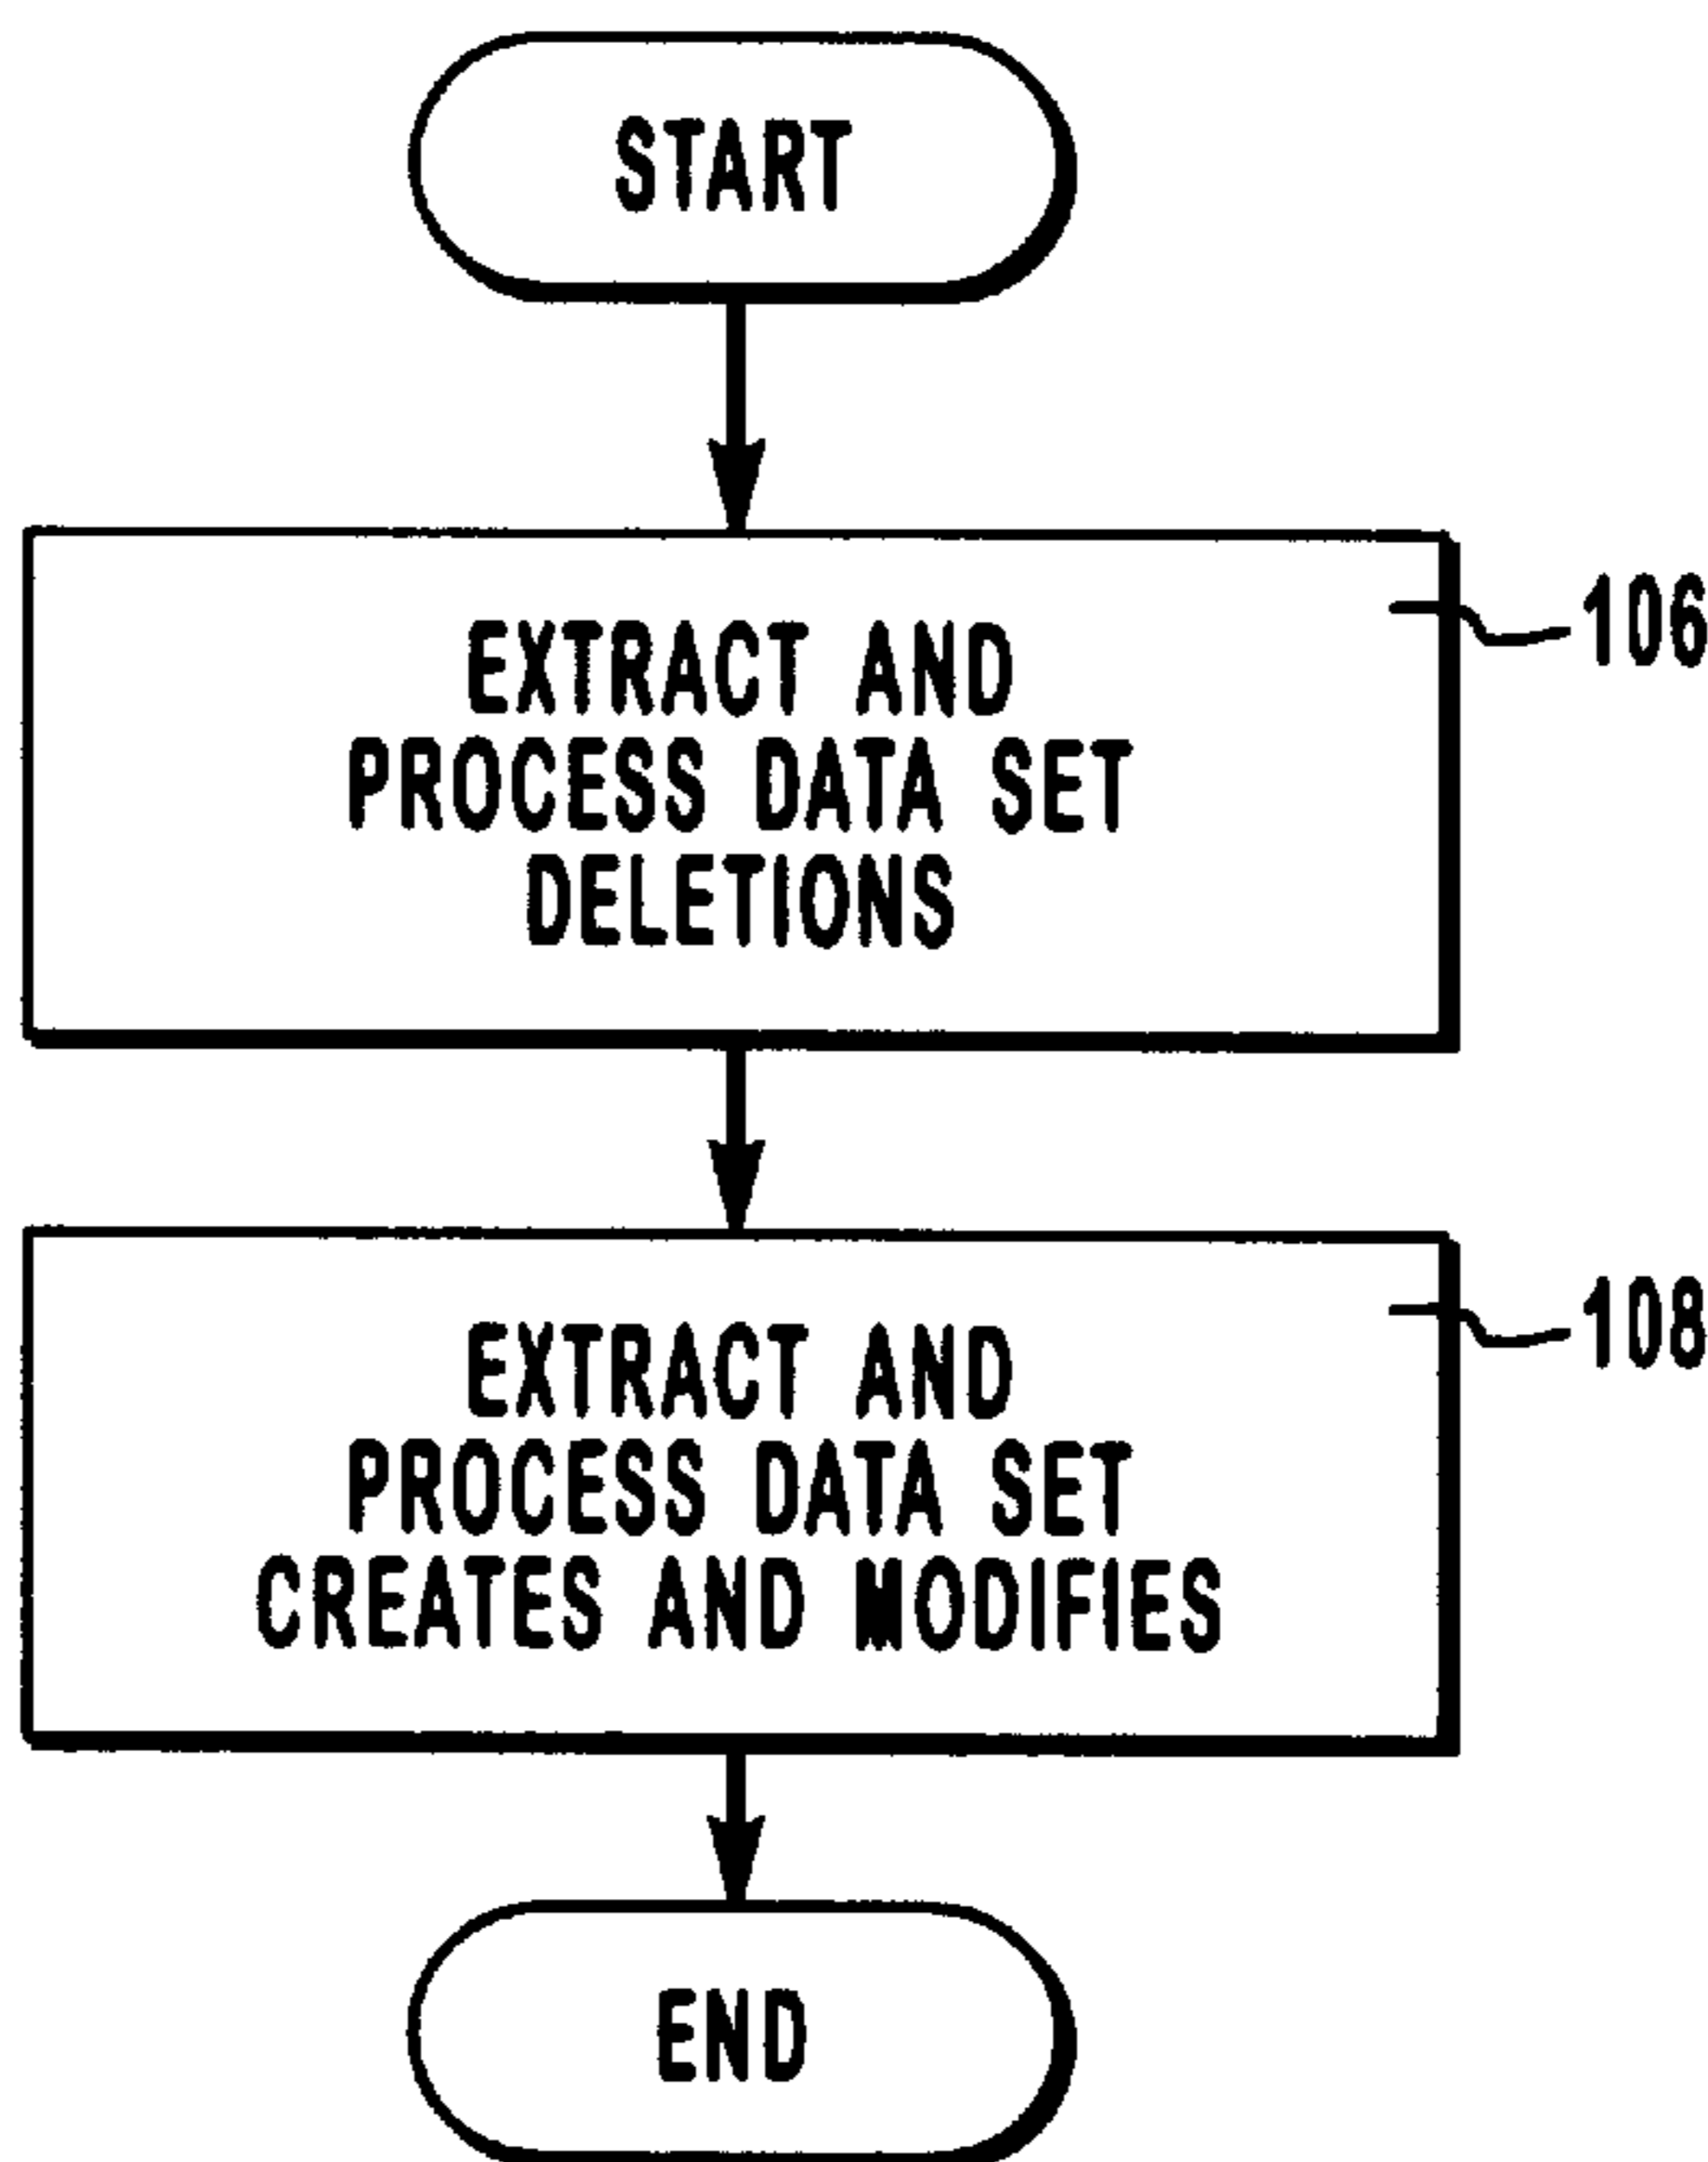 START
EXTRACT AND
PROCESS DATA SET
DELETIONS
106
EXTRACT AND
PROCESS DATA SET
CREATES AND MODIFIES
108
END